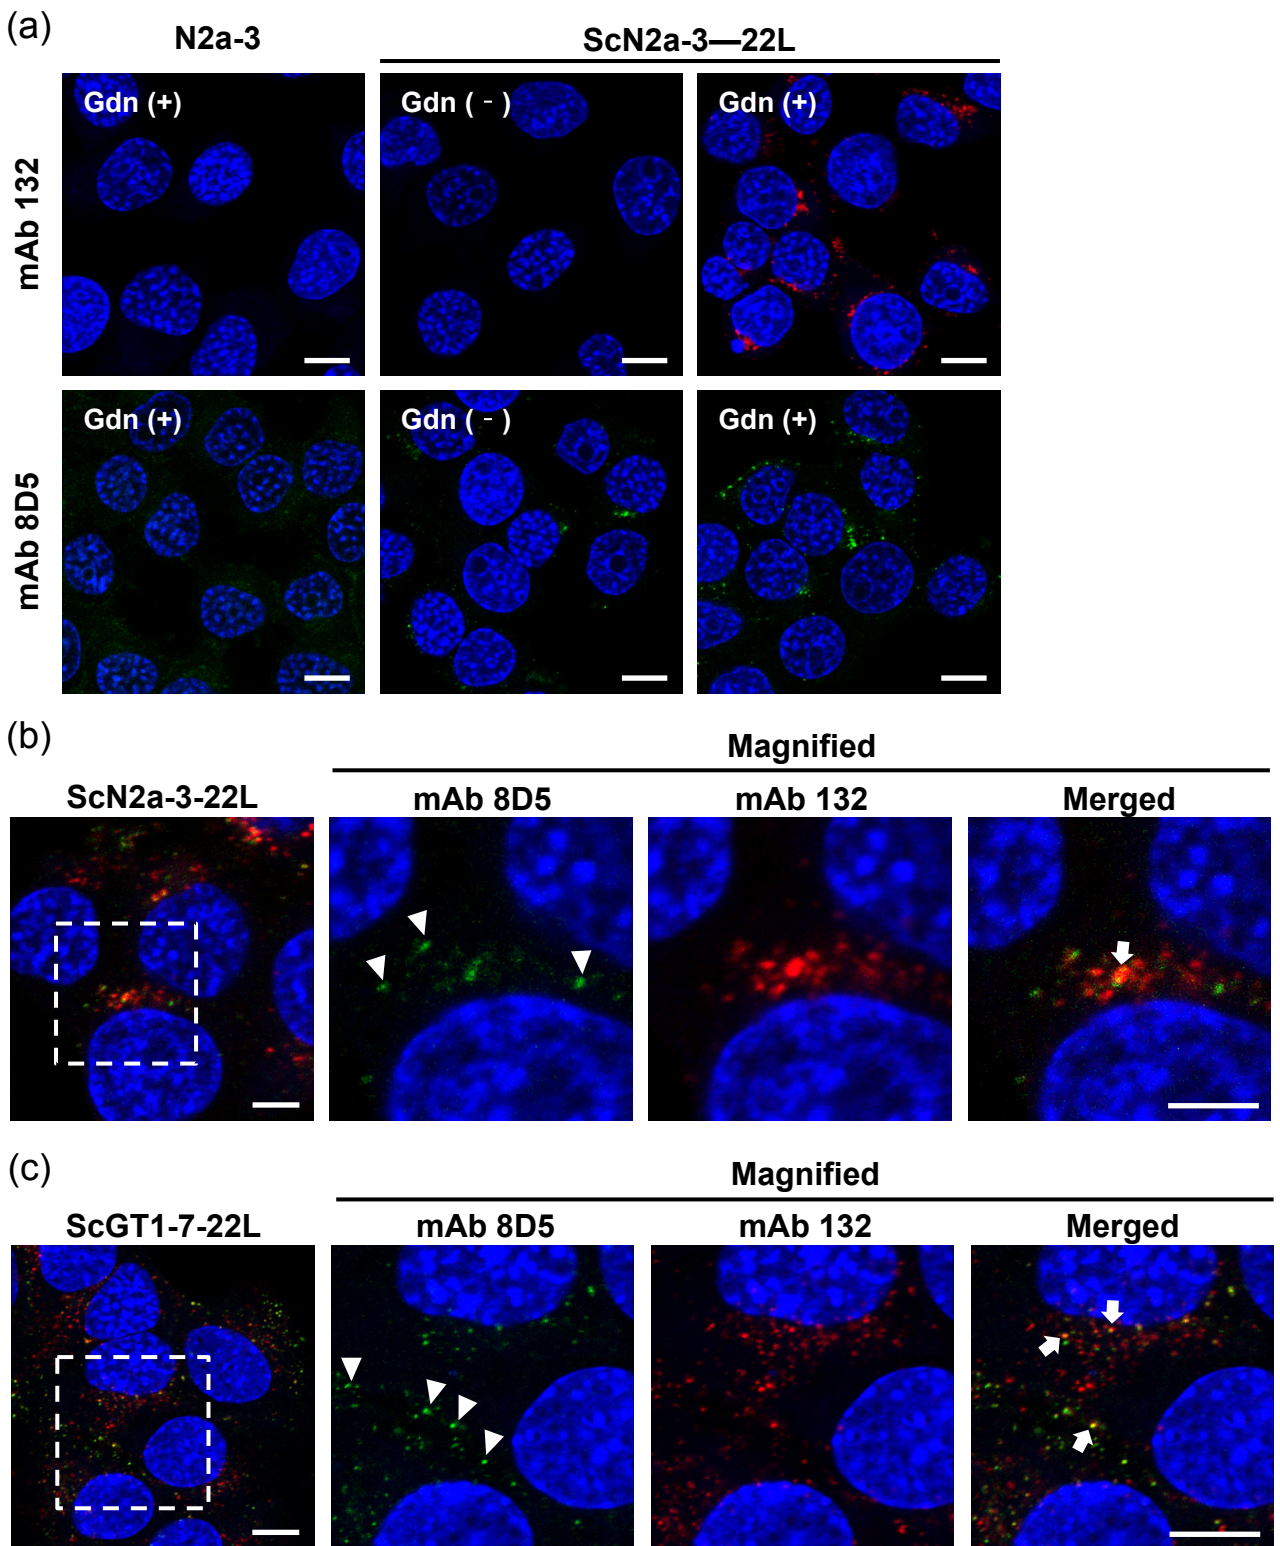 (a)
N2a-3
ScN2a-3—22L
mAb 132
Gdn (+)
Gdn ( - )
Gdn (+)
mAb 8D5
Gdn (+)
Gdn ( - )
Gdn (+)
(b)
Magnified
ScN2a-3-22L
mAb 8D5
mAb 132
Merged
(c)
Magnified
ScGT1-7-22L
mAb 8D5
mAb 132
Merged